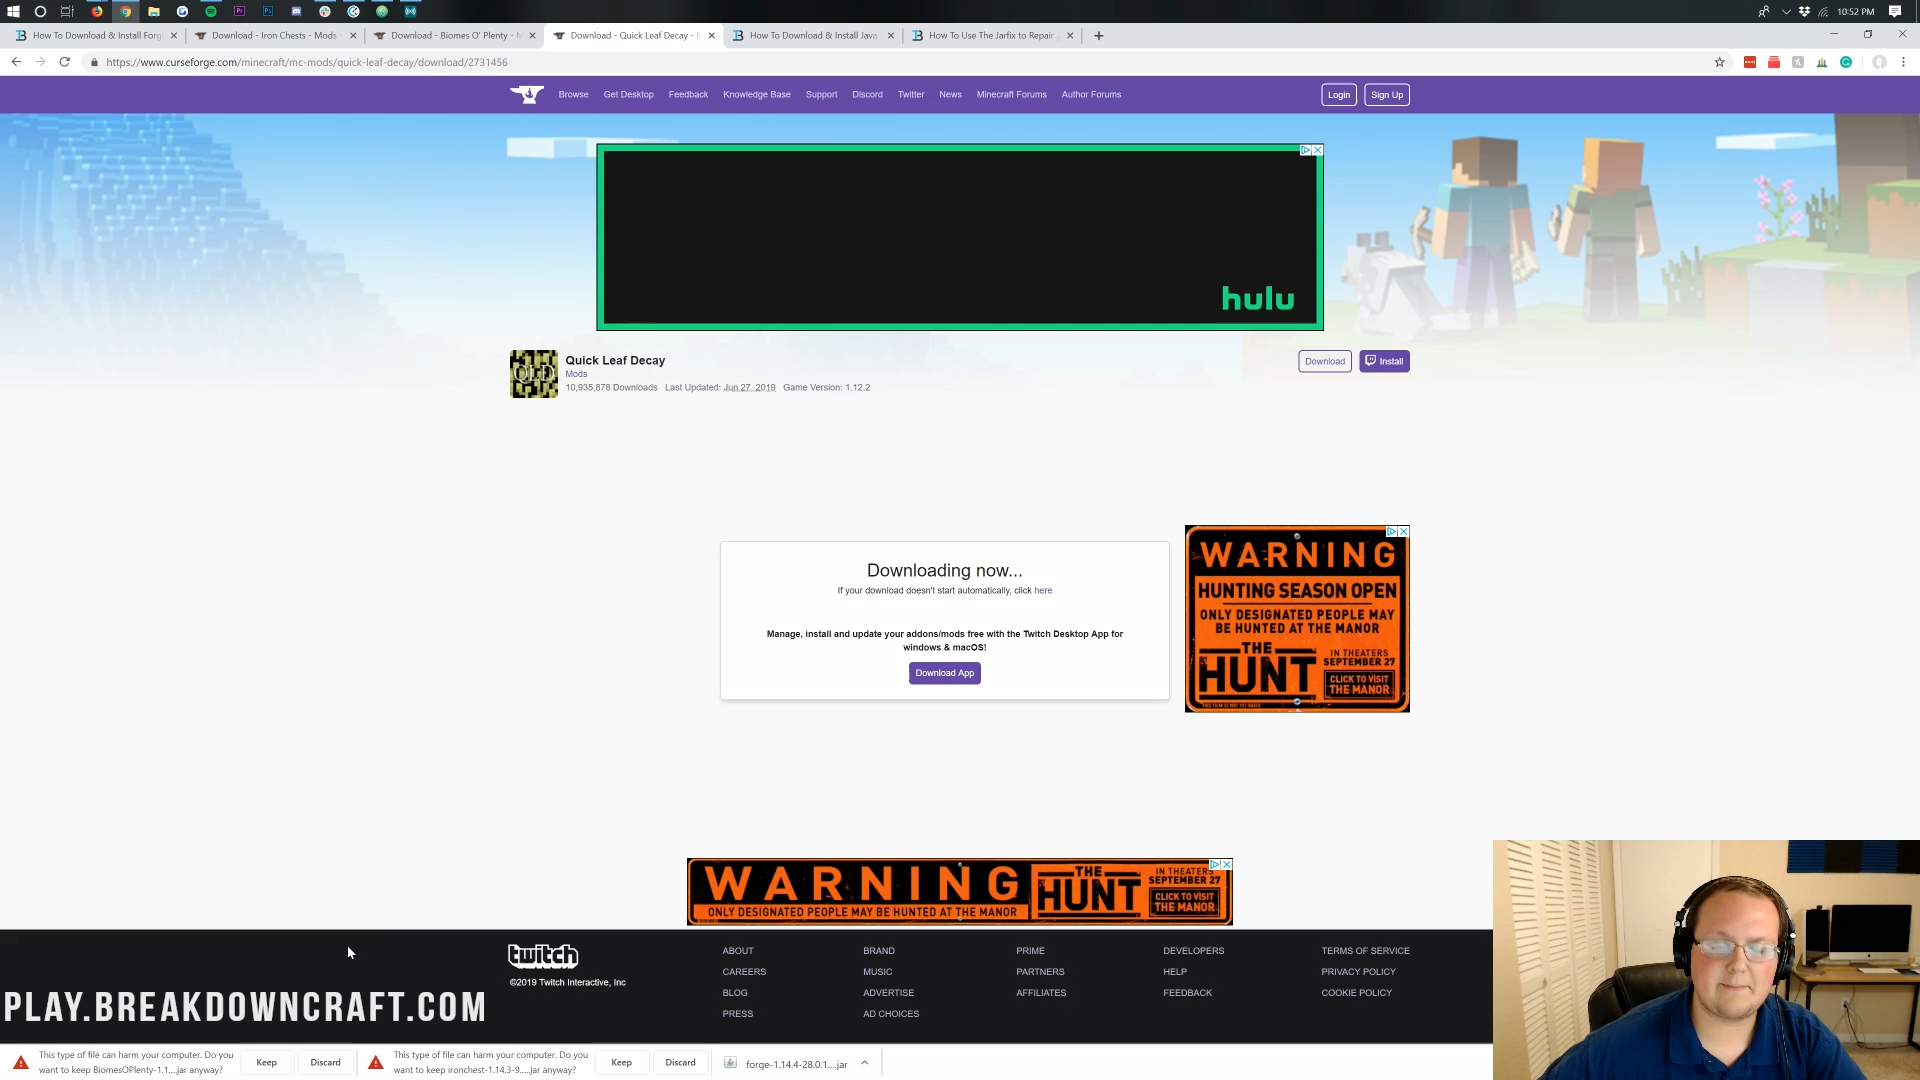 10:52 PM
How To Download & Install Forg
Download - Iron Chests - Mods
Download - Biomes O' Plenty - M
Download - Quick Leaf Decay -
How To Download & Install Java
How To Use The Jarfix to Repair
https://www.curseforge.com/minecraft/mc-mods/quick-leaf-decay/download/2731456
Browse
Get Desktop
Feedback
Knowledge Base
Support
Discord
Twitter
News
Minecraft Forums
Author Forums
Login
Sign Up
hulu
QLD
Quick Leaf Decay
Mods
10,935,878 Downloads Last Updated: Jun 27, 2019 Game Version: 1.12.2
Download
Install
Downloading now...
If your download doesn't start automatically, click here
Manage, install and update your addons/mods free with the Twitch Desktop App for
windows & macOS!
Download App
WARNING
HUNTING SEASON OPEN
ONLY DESIGNATED PEOPLE MAY
BE HUNTED AT THE MANOR
THE
HUNT
IN THEATERS
SEPTEMBER 27
CLICK TO VISIT
THE MANOR
THIS FILM IS NOT YET RATED
WARNING
ONLY DESIGNATED PEOPLE MAY BE HUNTED AT THE MANOR
THE
HUNT
IN THEATERS
SEPTEMBER 27
CLICK TO VISIT
THE MANOR
twitch
©2019 Twitch Interactive, Inc
ABOUT
CAREERS
BLOG
PRESS
BRAND
MUSIC
ADVERTISE
AD CHOICES
PRIME
PARTNERS
AFFILIATES
DEVELOPERS
HELP
FEEDBACK
TERMS OF SERVICE
PRIVACY POLICY
COOKIE POLICY
PLAY.BREAKDOWNCRAFT.COM
This type of file can harm your computer. Do you
want to keep BiomesOPlenty-1.1....jar anyway?
Keep
Discard
This type of file can harm your computer. Do you
want to keep ironchest-1.14.3-9.....jar anyway?
Keep
Discard
forge-1.14.4-28.0.1....jar